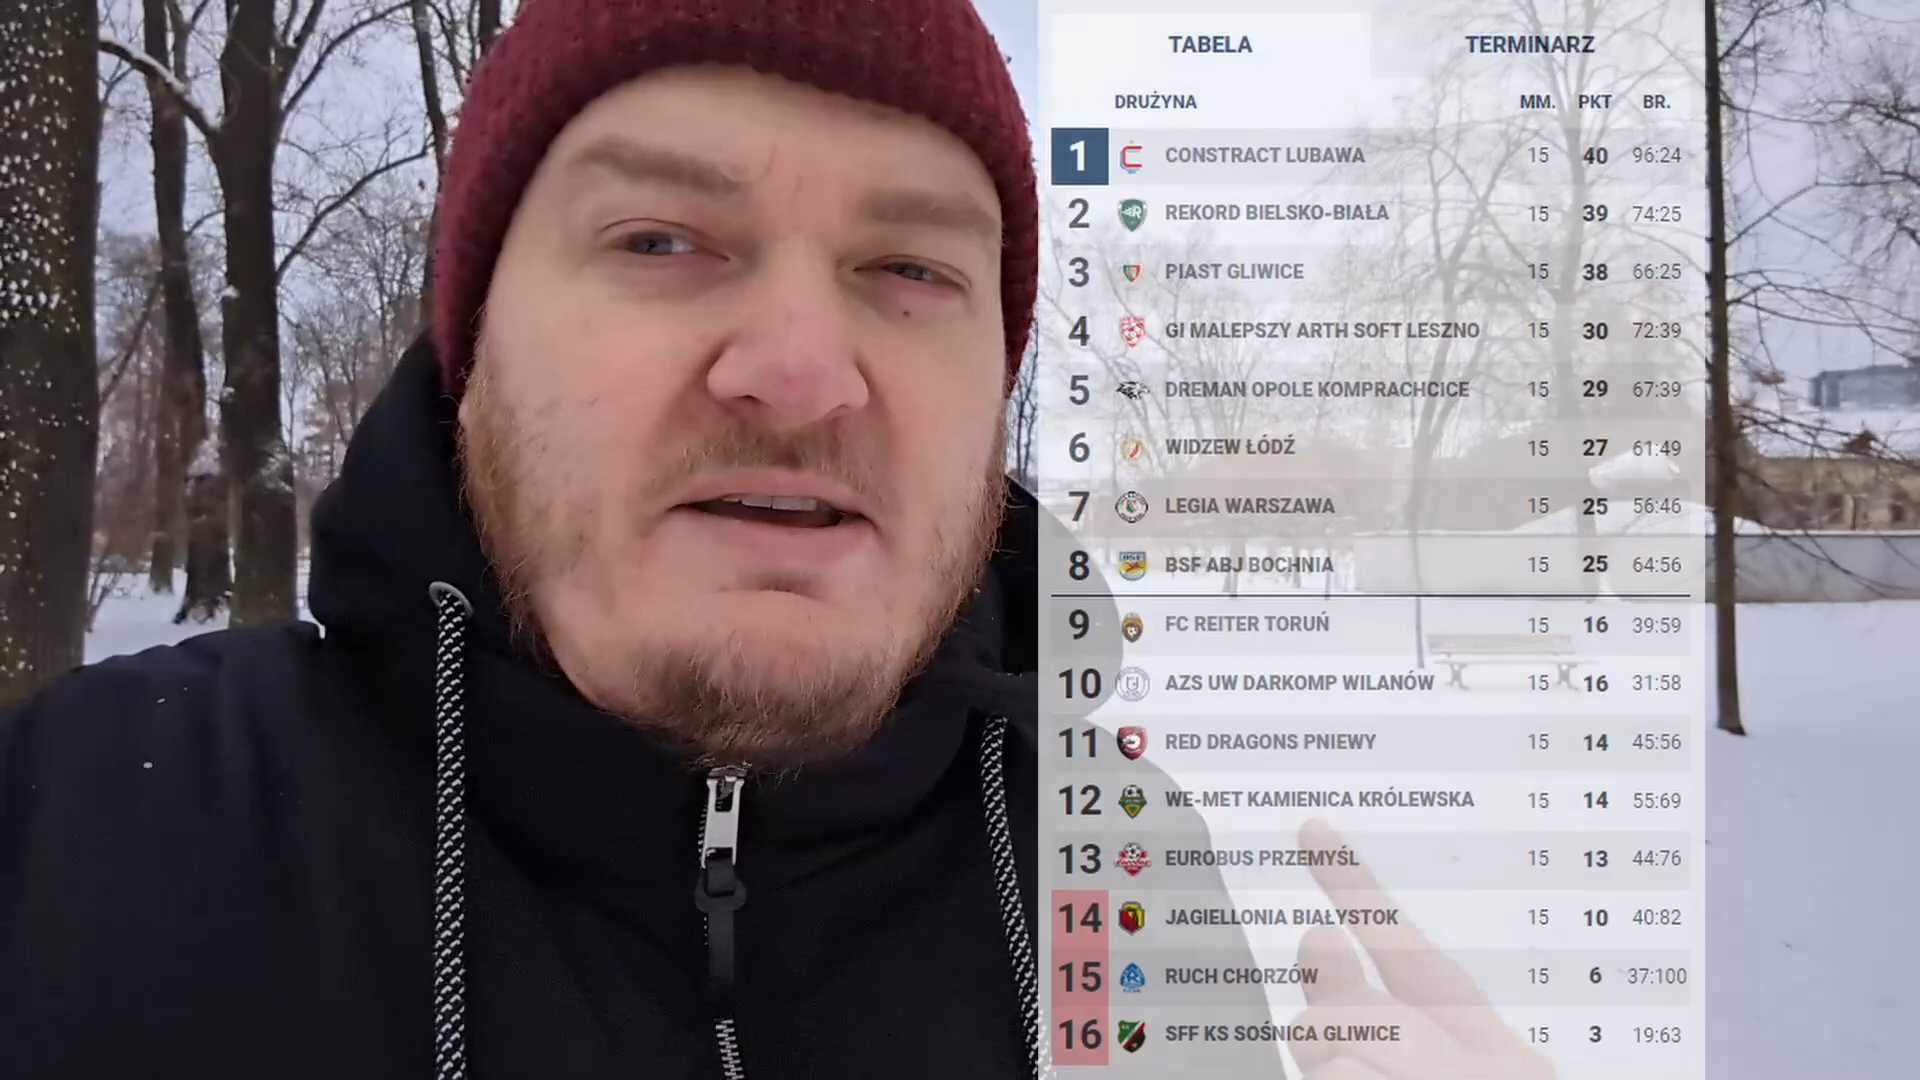 TABELA TERMINARZ
DRUŻYNA MM. PKT BR.
1 CONSTRACT LUBAWA 15 40 96:24
2 REKORD BIELSKO-BIAŁA 15 39 74:25
3 PIAST GLIWICE 15 38 66:25
4 GI MALEPSZY ARTH SOFT LESZNO 15 30 72:39
5 DREMAN OPOLE KOMPRACHCICE 15 29 67:39
6 WIDZEW ŁÓDŹ 15 27 61:49
7 LEGIA WARSZAWA 15 25 56:46
8 BSF ABJ BOCHNIA 15 25 64:56
9 FC REITER TORUŃ 15 16 39:59
10 AZS UW DARKOMP WILANÓW 15 16 31:58
11 RED DRAGONS PNIEWY 15 14 45:56
12 WE-MET KAMIENICA KRÓLEWSKA 15 14 55:69
13 EUROBUS PRZEMYŚL 15 13 44:76
14 JAGIELLONIA BIAŁYSTOK 15 10 40:82
15 RUCH CHORZÓW 15 6 37:100
16 SFF KS SOŚNICA GLIWICE 15 3 19:63